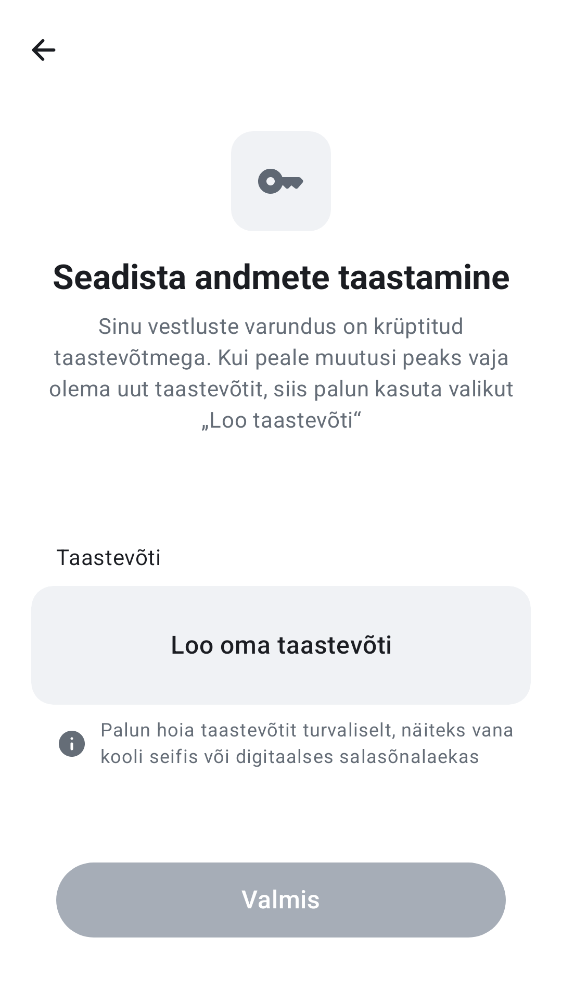 Seadista andmete taastamine
Sinu vestluste varundus on krüptitud
taastevõtmega. Kui peale muutusi peaks vaja
olema uut taastevõtit, siis palun kasuta valikut
„Loo taastevõti“
Taastevõti
Loo oma taastevõti
Palun hoia taastevõtit turvaliselt, näiteks vana
kooli seifis või digitaalses salasõnalaekas
Valmis